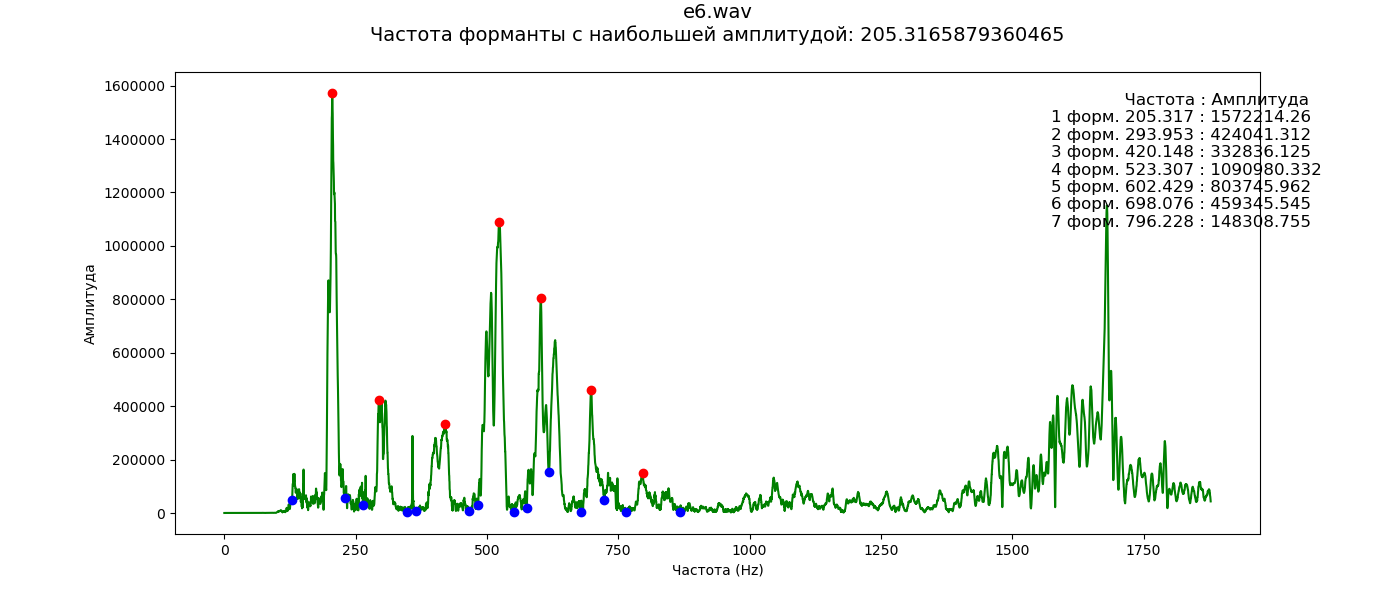 e6.wav
Частота форманты с наибольшей амплитудой: 205.3165879360465
Частота : Амплитуда
1 форм. 205.317 : 1572214.26
2 форм. 293.953 : 424041.312
3 форм. 420.148 : 332836.125
4 форм. 523.307 : 1090980.332
5 форм. 602.429 : 803745.962
6 форм. 698.076 : 459345.545
7 форм. 796.228 : 148308.755
1600000
1400000
1200000
1000000
800000
600000
400000
200000
0
Амплитуда
0 250 500 750 1000 1250 1500 1750
Частота (Hz)